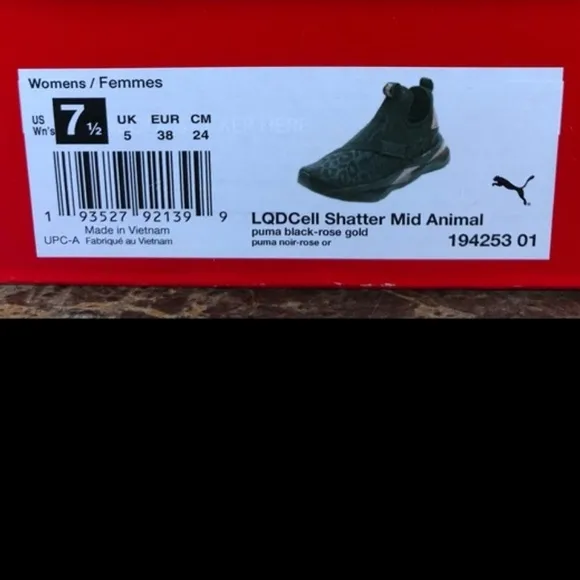 Womens / Femmes
US Wn's 7 ½ UK 5 EUR 38 CM 24
1 93527 92139 9
Made in Vietnam
UPC-A Fabriqué au Vietnam
LQDCell Shatter Mid Animal
puma black-rose gold
puma noir-rose or
194253 01